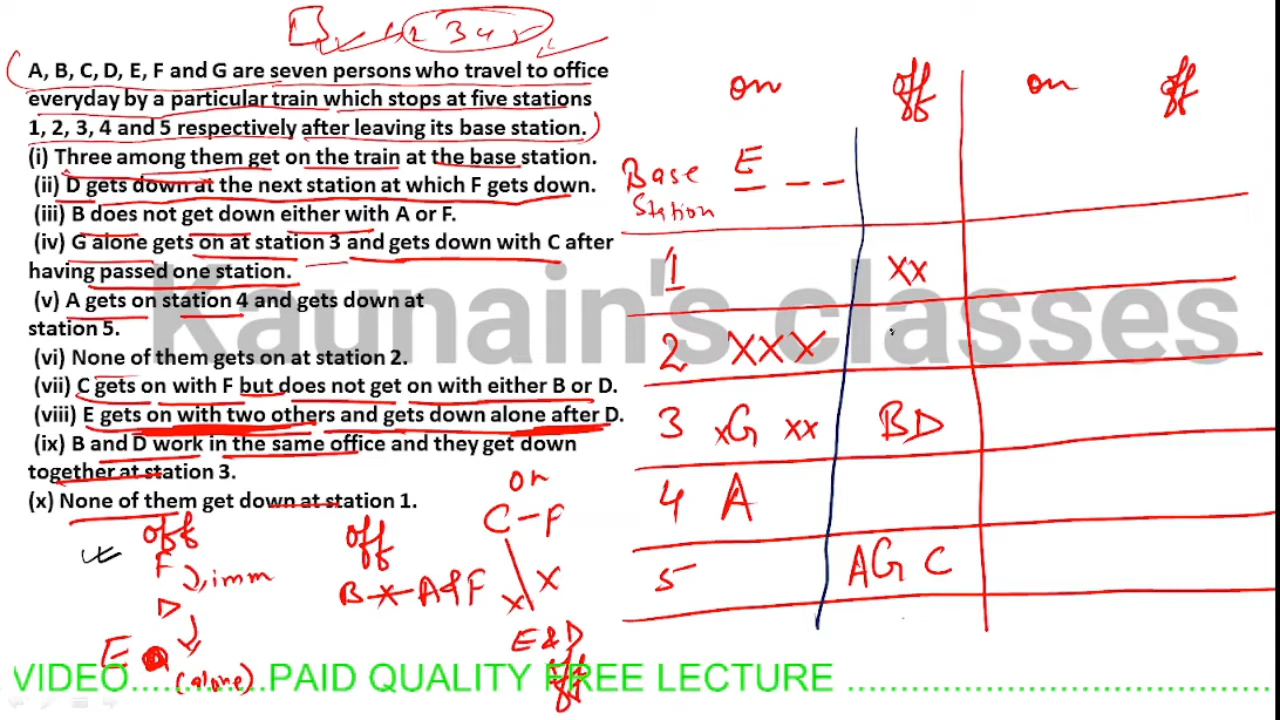 B 1 2 3 4 5
A, B, C, D, E, F and G are seven persons who travel to office
everyday by a particular train which stops at five stations
1, 2, 3, 4 and 5 respectively after leaving its base station.
(i) Three among them get on the train at the base station.
(ii) D gets down at the next station at which F gets down.
(iii) B does not get down either with A or F.
(iv) G alone gets on at station 3 and gets down with C after
having passed one station.
(v) A gets on station 4 and gets down at
station 5.
(vi) None of them gets on at station 2.
(vii) C gets on with F but does not get on with either B or D.
(viii) E gets on with two others and gets down alone after D.
(ix) B and D work in the same office and they get down
together at station 3.
(x) None of them get down at station 1.
off
F
imm
D
E
(alone)
off
B X A & F
on
C - F
X X
E & D
off
on off on off
Base E _ _
Station
1 XX
2 XXX
3 xG xx BD
4 A
5 AG C
Kaunain's classes
VIDEO.............PAID QUALITY FREE LECTURE